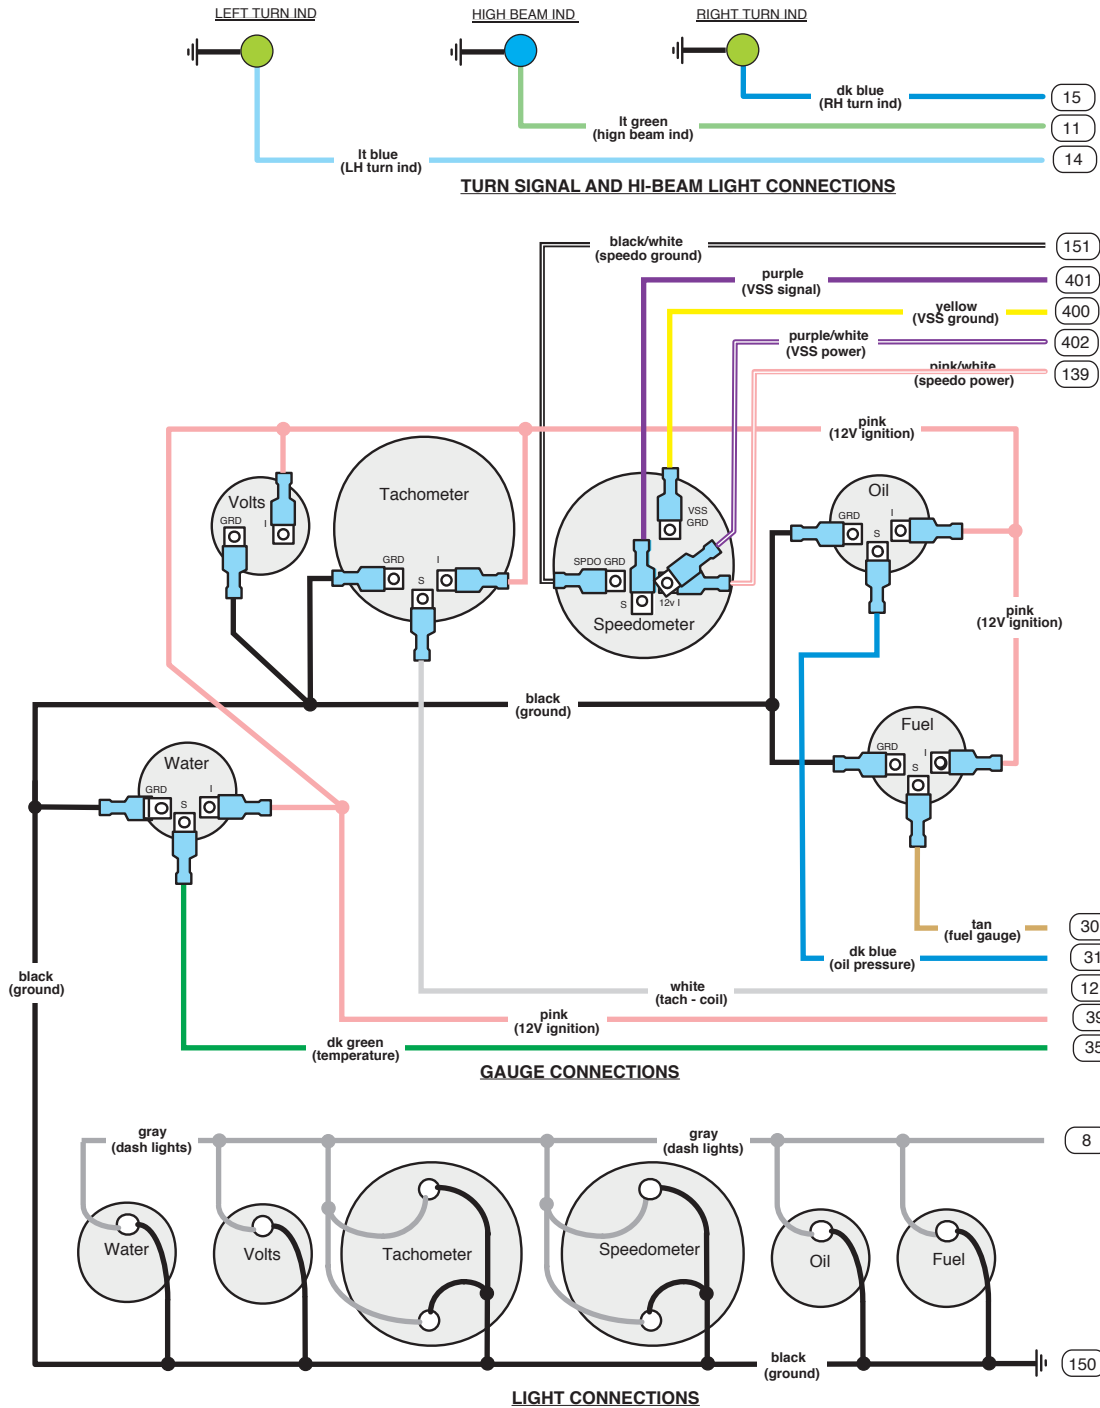 LEFT TURN IND
HIGH BEAM IND
RIGHT TURN IND
dk blue
(RH turn ind)
15
lt green
(hign beam ind)
11
lt blue
(LH turn ind)
14
TURN SIGNAL AND HI-BEAM LIGHT CONNECTIONS
black/white
(speedo ground)
151
purple
(VSS signal)
401
yellow
(VSS ground)
400
purple/white
(VSS power)
402
pink/white
(speedo power)
139
pink
(12V ignition)
Volts
GRD
I
Tachometer
GRD
S
I
VSS
GRD
SPDO GRD
S
12v I
Speedometer
Oil
GRD
S
I
pink
(12V ignition)
black
(ground)
Water
GRD
S
I
Fuel
GRD
S
I
tan
(fuel gauge)
30
dk blue
(oil pressure)
31
black
(ground)
white
(tach - coil)
12
pink
(12V ignition)
39
dk green
(temperature)
35
GAUGE CONNECTIONS
gray
(dash lights)
gray
(dash lights)
8
Water
Volts
Tachometer
Speedometer
Oil
Fuel
black
(ground)
150
LIGHT CONNECTIONS